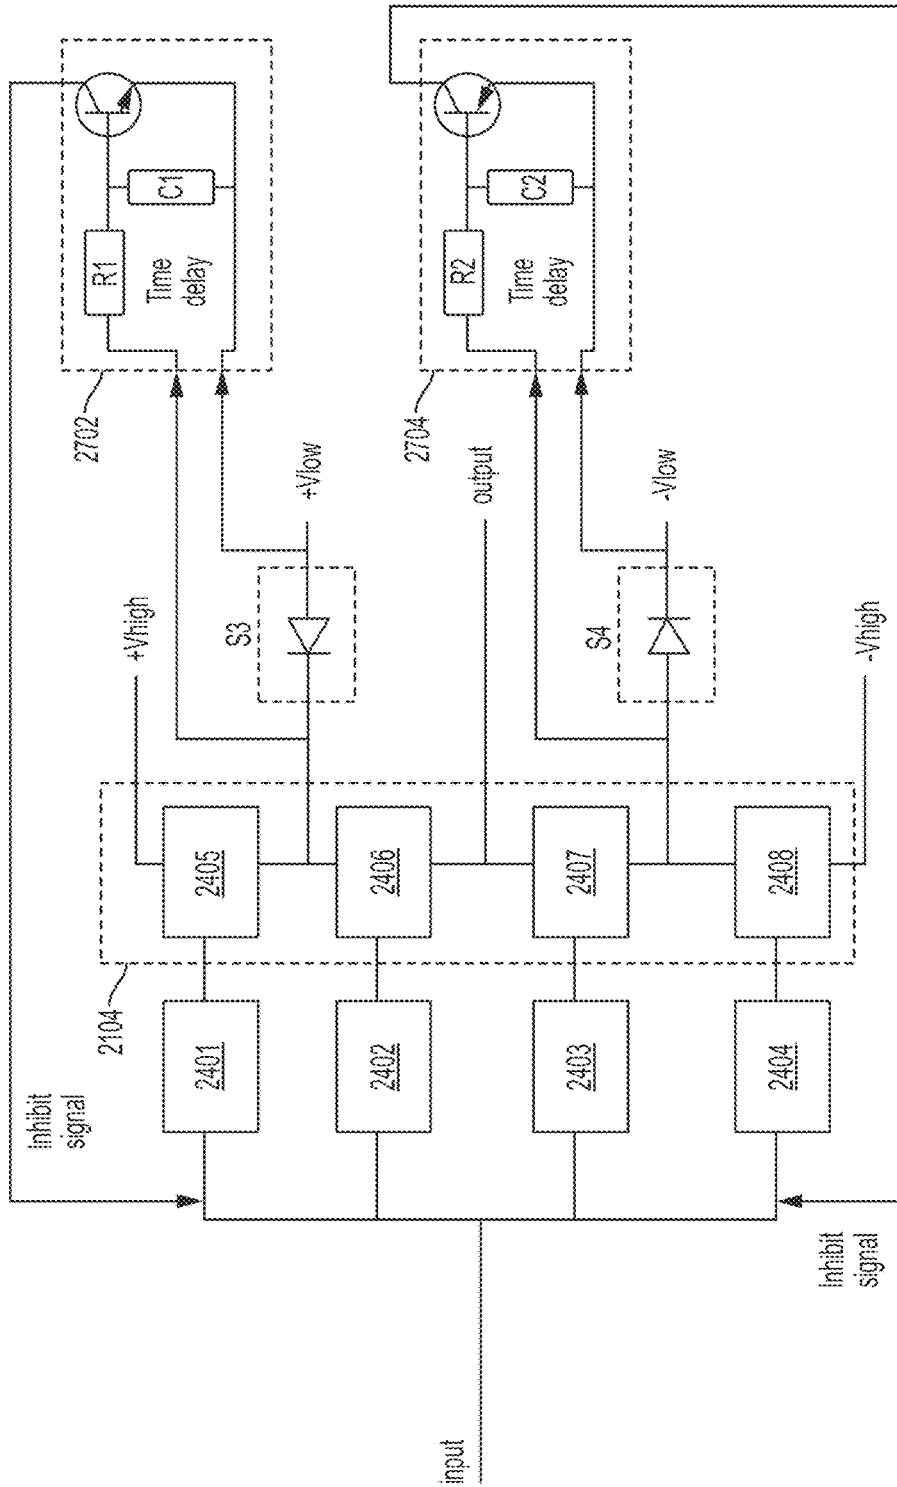 input
Inhibit
signal
2104
2401
2402
2403
2404
Inhibit
signal
2405
2406
2407
2408
+Vhigh
S3
S4
-Vhigh
+Vlow
output
-Vlow
2702
2704
R1
C1
Time
delay
R2
C2
Time
delay